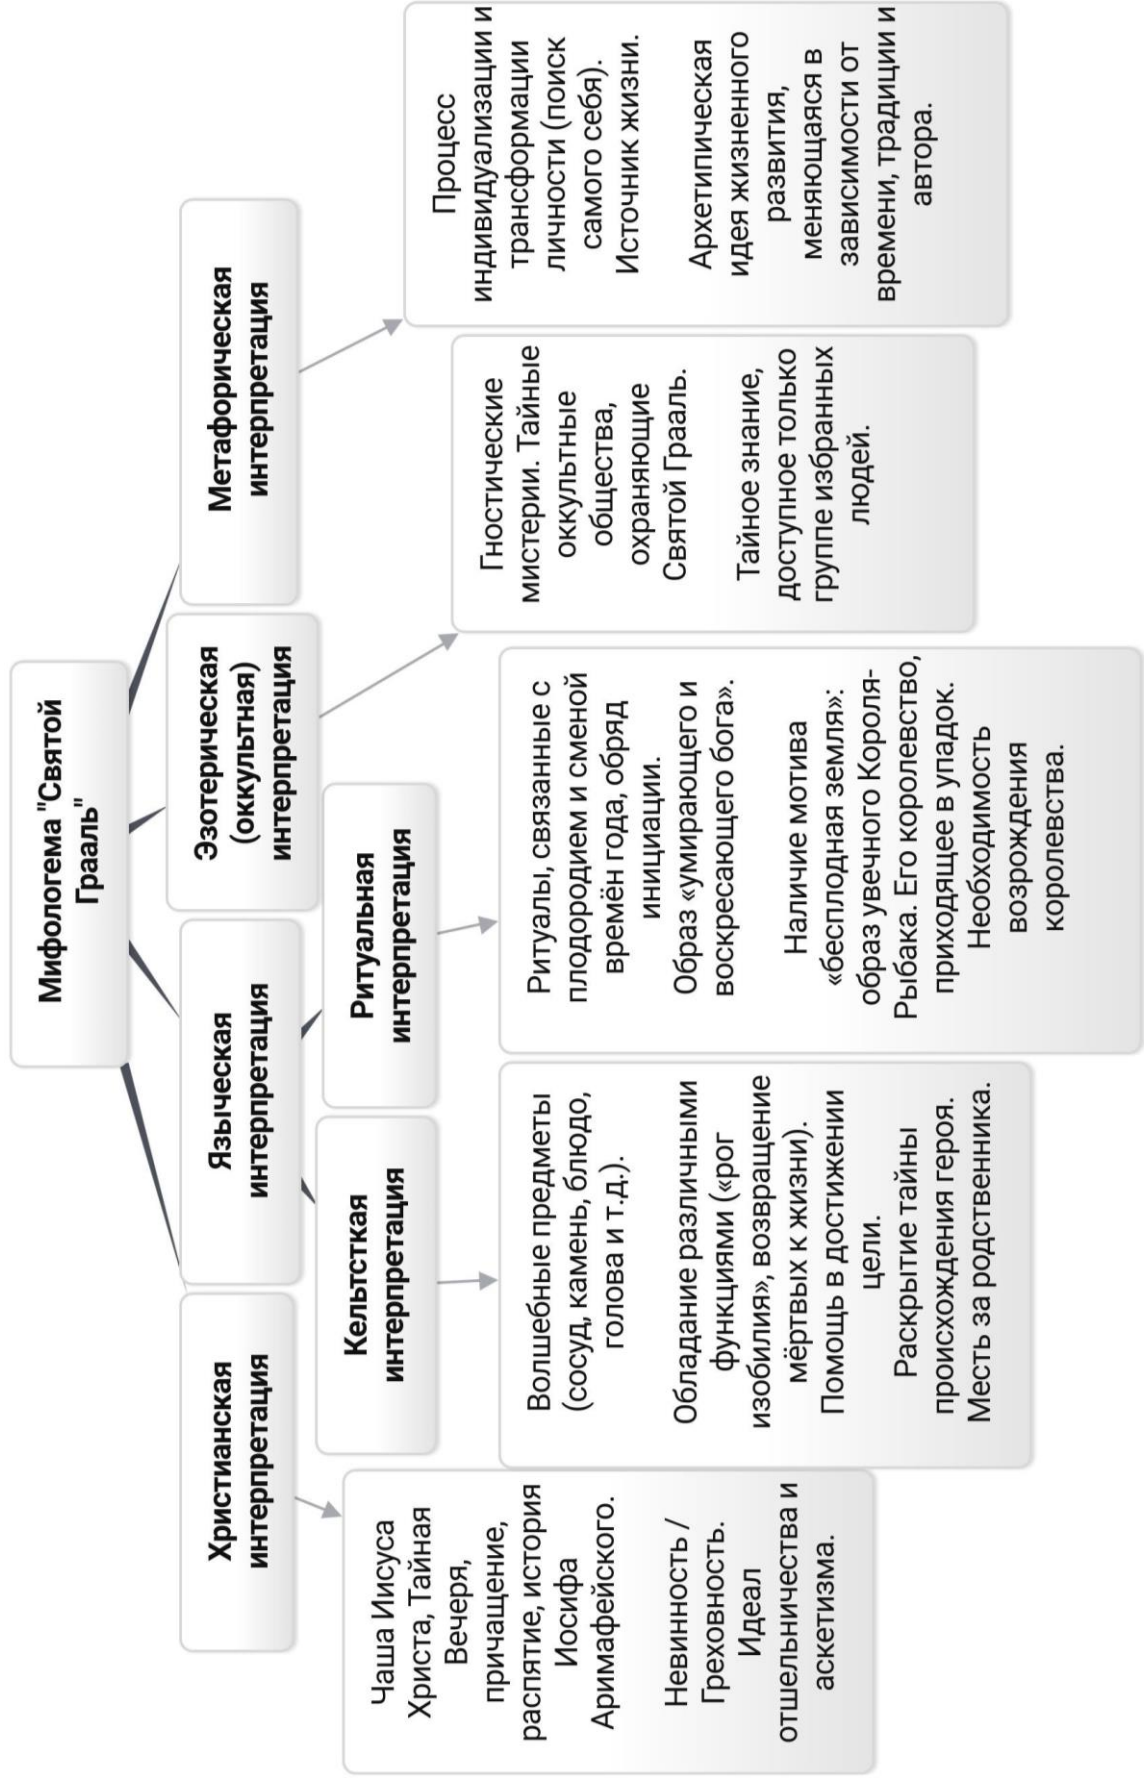 Мифологема "Святой
Грааль"
Христианская
интерпретация
Языческая
интерпретация
Эзотерическая
(оккультная)
интерпретация
Метафорическая
интерпретация
Кельтсткая
интерпретация
Ритуальная
интерпретация
Чаша Иисуса
Христа, Тайная
Вечеря,
причащение,
распятие, история
Иосифа
Аримафейского.
Невинность /
Греховность.
Идеал
отшельничества и
аскетизма.
Волшебные предметы
(сосуд, камень, блюдо,
голова и т.д.).
Обладание различными
функциями («рог
изобилия», возвращение
мёртвых к жизни).
Помощь в достижении
цели.
Раскрытие тайны
происхождения героя.
Месть за родственника.
Ритуалы, связанные с
плодородием и сменой
времён года, обряд
инициации.
Образ «умирающего и
воскресающего бога».
Наличие мотива
«бесплодная земля»:
образ увечного Короля-
Рыбака. Его королевство,
приходящее в упадок.
Необходимость
возрождения
королевства.
Гностические
мистерии. Тайные
оккультные
общества,
охраняющие
Святой Грааль.
Тайное знание,
доступное только
группе избранных
людей.
Процесс
индивидуализации и
трансформации
личности (поиск
самого себя).
Источник жизни.
Архетипическая
идея жизненного
развития,
меняющаяся в
зависимости от
времени, традиции и
автора.